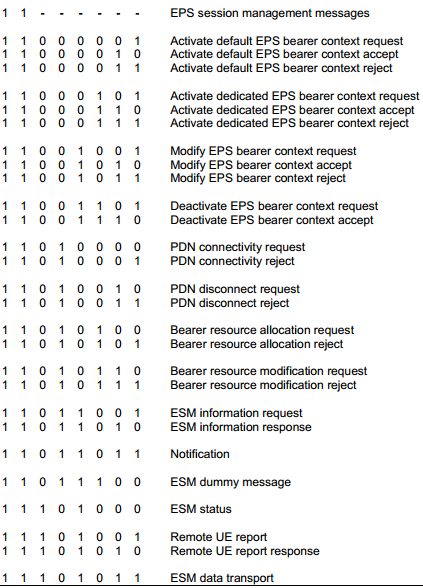 1 1 - - - - - - EPS session management messages
1 1 0 0 0 0 0 1 Activate default EPS bearer context request
1 1 0 0 0 0 1 0 Activate default EPS bearer context accept
1 1 0 0 0 0 1 1 Activate default EPS bearer context reject
1 1 0 0 0 1 0 1 Activate dedicated EPS bearer context request
1 1 0 0 0 1 1 0 Activate dedicated EPS bearer context accept
1 1 0 0 0 1 1 1 Activate dedicated EPS bearer context reject
1 1 0 0 1 0 0 1 Modify EPS bearer context request
1 1 0 0 1 0 1 0 Modify EPS bearer context accept
1 1 0 0 1 0 1 1 Modify EPS bearer context reject
1 1 0 0 1 1 0 1 Deactivate EPS bearer context request
1 1 0 0 1 1 1 0 Deactivate EPS bearer context accept
1 1 0 1 0 0 0 0 PDN connectivity request
1 1 0 1 0 0 0 1 PDN connectivity reject
1 1 0 1 0 0 1 0 PDN disconnect request
1 1 0 1 0 0 1 1 PDN disconnect reject
1 1 0 1 0 1 0 0 Bearer resource allocation request
1 1 0 1 0 1 0 1 Bearer resource allocation reject
1 1 0 1 0 1 1 0 Bearer resource modification request
1 1 0 1 0 1 1 1 Bearer resource modification reject
1 1 0 1 1 0 0 1 ESM information request
1 1 0 1 1 0 1 0 ESM information response
1 1 0 1 1 0 1 1 Notification
1 1 0 1 1 1 0 0 ESM dummy message
1 1 1 0 1 0 0 0 ESM status
1 1 1 0 1 0 0 1 Remote UE report
1 1 1 0 1 0 1 0 Remote UE report response
1 1 1 0 1 0 1 1 ESM data transport